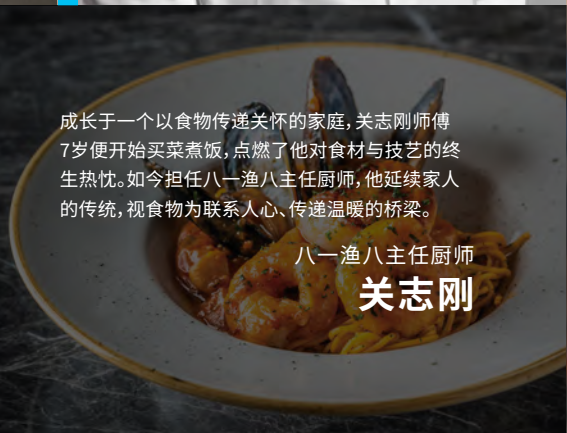 成长于一个以食物传递关怀的家庭，关志刚师傅
7岁便开始买菜煮饭，点燃了他对食材与技艺的终
生热忱。如今担任八一渔八主任厨师，他延续家人
的传统，视食物为联系人心、传递温暖的桥梁。
八一渔八主任厨师
关志刚